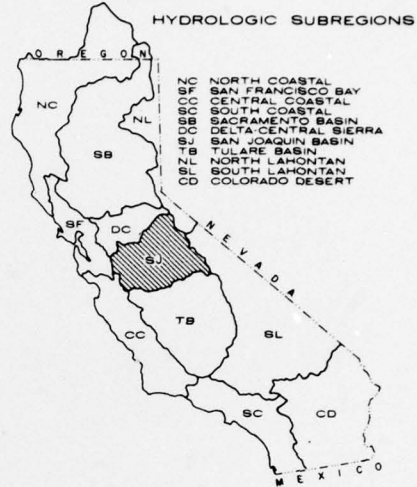 HYDROLOGIC SUBREGIONS
OREGON
NC NORTH COASTAL
SF SAN FRANCISCO BAY
CC CENTRAL COASTAL
SC SOUTH COASTAL
SB SACRAMENTO BASIN
DC DELTA-CENTRAL SIERRA
SJ SAN JOAQUIN BASIN
TB TULARE BASIN
NL NORTH LAHONTAN
SL SOUTH LAHONTAN
CD COLORADO DESERT
NC
NL
SB
SF
DC
NEVADA
SJ
TB
CC
SL
SC
CD
MEXICO